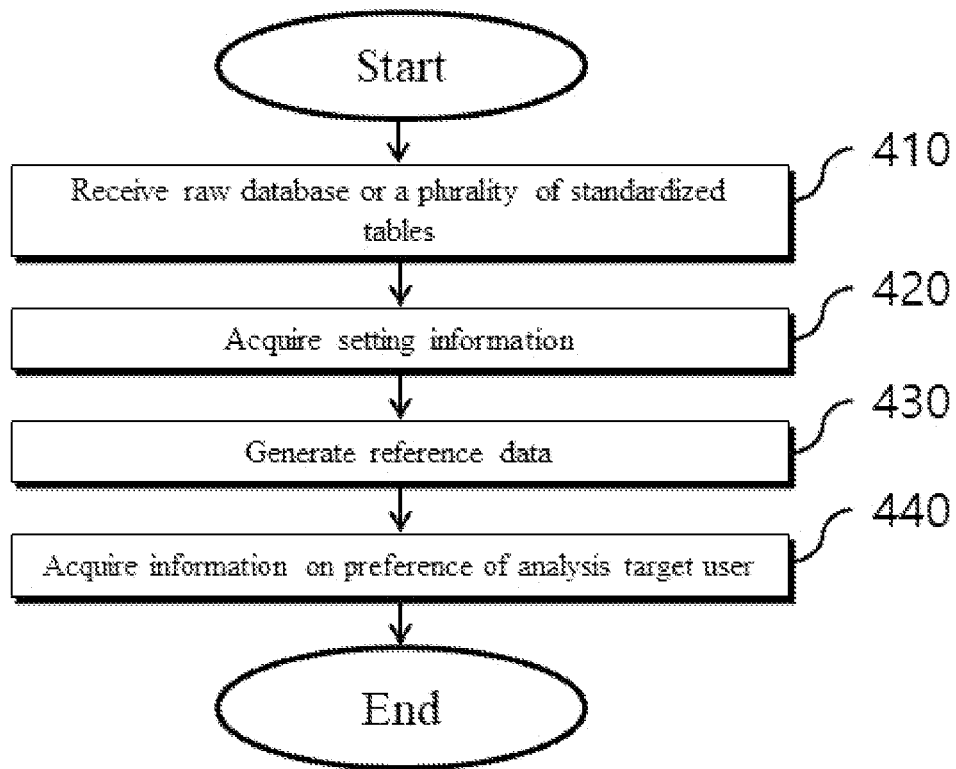 Start
410
Receive raw database or a plurality of standardized
tables
420
Acquire setting information
430
Generate reference data
440
Acquire information on preference of analysis target user
End